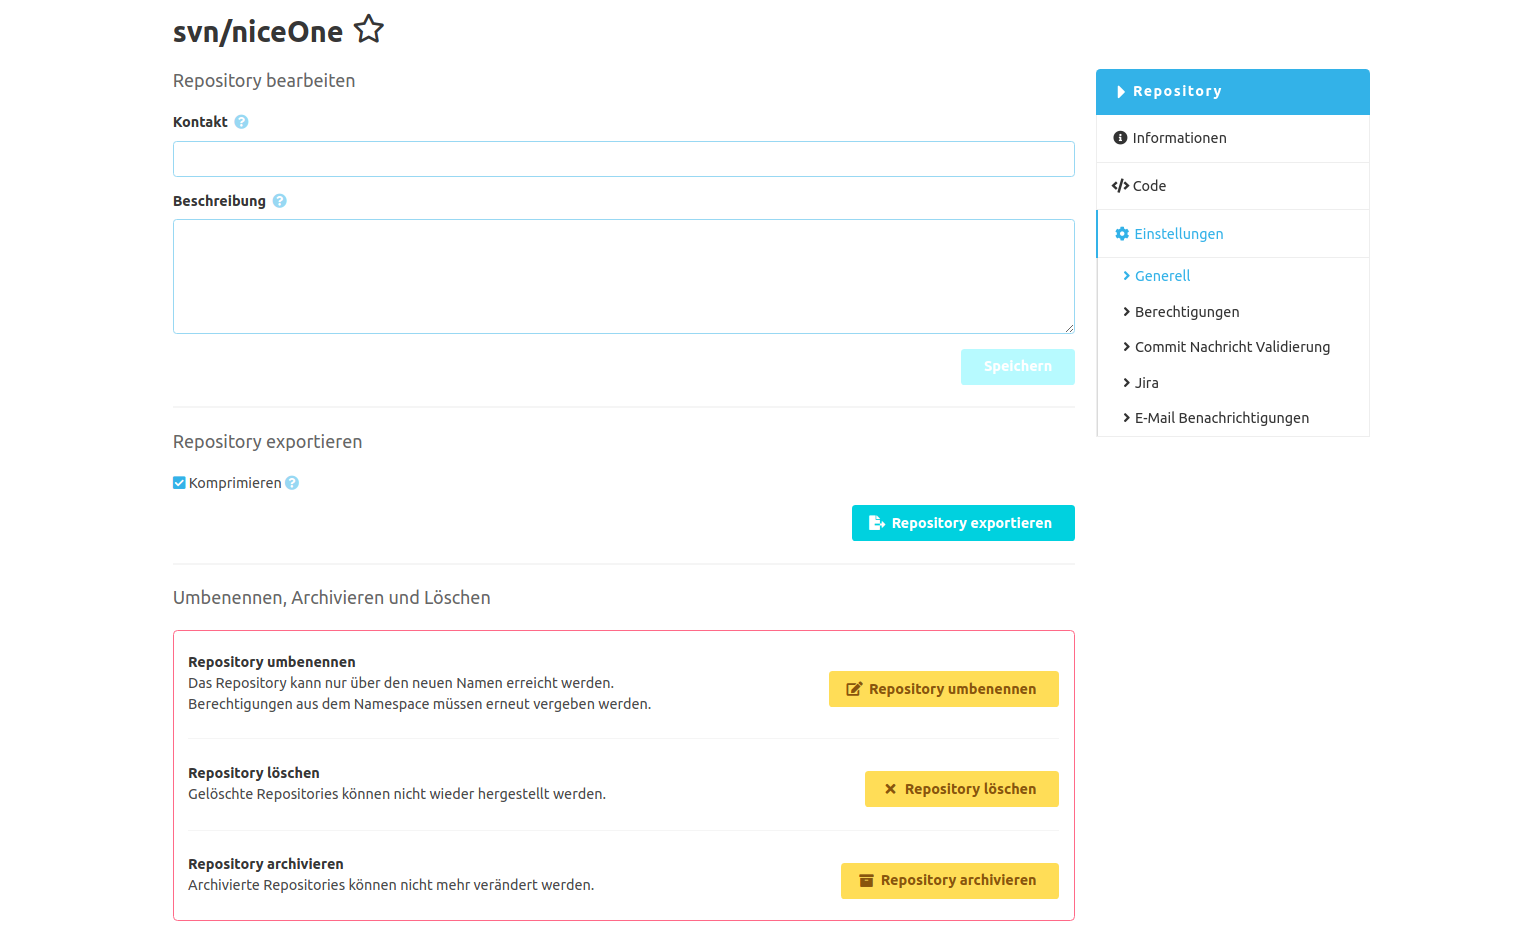 svn/niceOne
Repository bearbeiten
Kontakt
Beschreibung
Speichern
Repository exportieren
Komprimieren
Repository exportieren
Umbenennen, Archivieren und Löschen
Repository umbenennen
Das Repository kann nur über den neuen Namen erreicht werden.
Berechtigungen aus dem Namespace müssen erneut vergeben werden.
Repository umbenennen
Repository löschen
Gelöschte Repositories können nicht wieder hergestellt werden.
Repository löschen
Repository archivieren
Archivierte Repositories können nicht mehr verändert werden.
Repository archivieren
Repository
Informationen
Code
Einstellungen
Generell
Berechtigungen
Commit Nachricht Validierung
Jira
E-Mail Benachrichtigungen